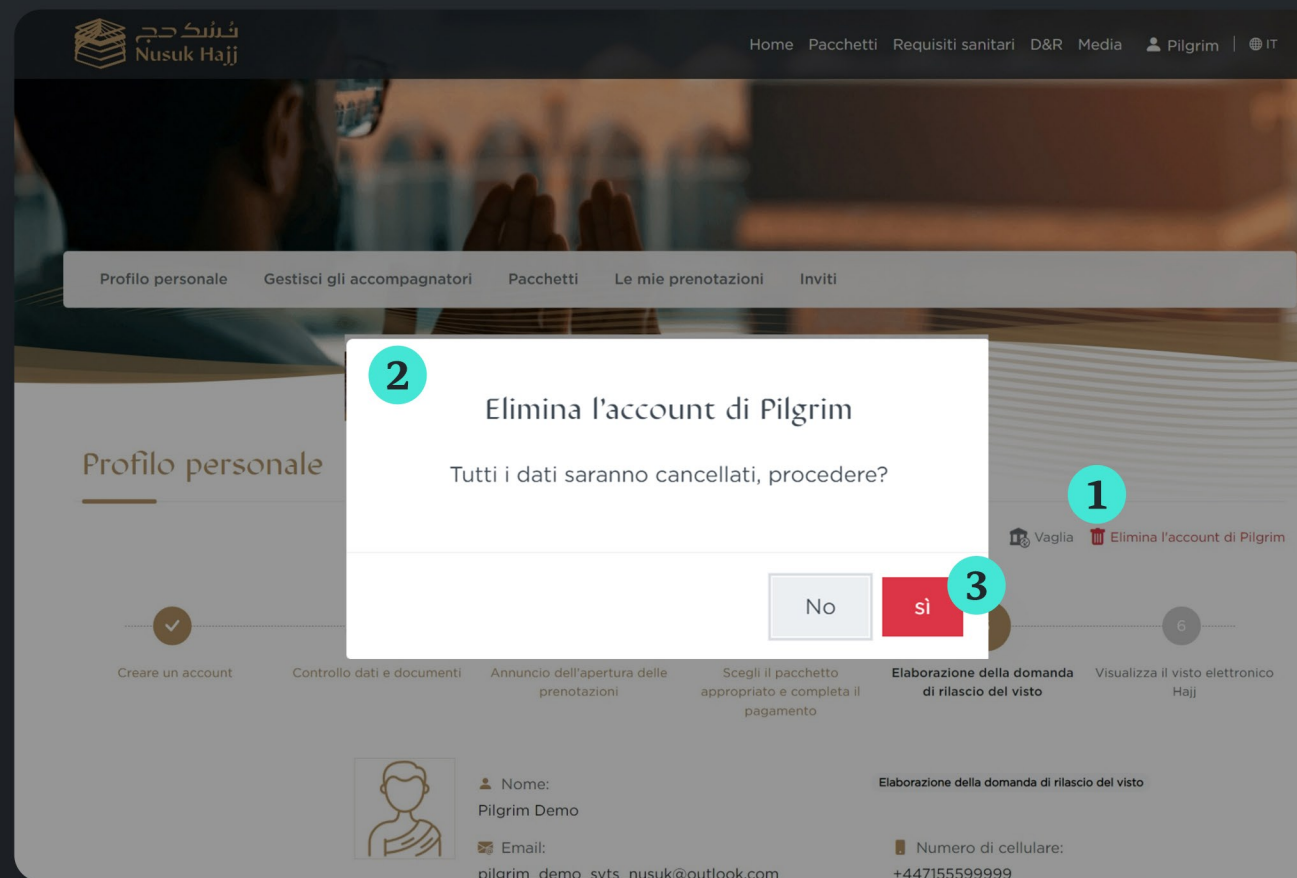 نُسُك حج
Nusuk Hajj
Home Pacchetti Requisiti sanitari D&R Media Pilgrim | IT
Profilo personale Gestisci gli accompagnatori Pacchetti Le mie prenotazioni Inviti
2
Elimina l'account di Pilgrim
Tutti i dati saranno cancellati, procedere?
No sì
3
Profilo personale
1
Vaglia Elimina l'account di Pilgrim
6
Creare un account
Controllo dati e documenti
Annuncio dell'apertura delle
prenotazioni
Scegli il pacchetto
appropriato e completa il
pagamento
Elaborazione della domanda
di rilascio del visto
Visualizza il visto elettronico
Hajj
Nome:
Pilgrim Demo
Elaborazione della domanda di rilascio del visto
Email:
pilgrim_demo_syts_nusuk@outlook.com
Numero di cellulare:
+447155599999